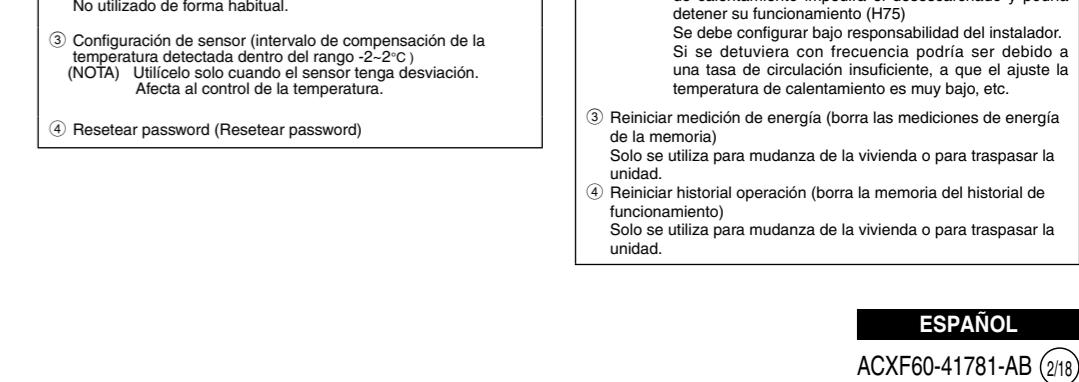 No utilizado de forma habitual.
③ Configuración de sensor (intervalo de compensación de la
temperatura detectada dentro del rango -2~2°C )
(NOTA) Utilícelo solo cuando el sensor tenga desviación.
Afecta al control de la temperatura.
④ Resetear password (Resetear password)
de calentamiento impedirá el desescarchado y podría
detener su funcionamiento (H75)
Se debe configurar bajo responsabilidad del instalador.
Si se detuviera con frecuencia podría ser debido a
una tasa de circulación insuficiente, a que el ajuste la
temperatura de calentamiento es muy bajo, etc.
③ Reiniciar medición de energía (borra las mediciones de energía
de la memoria)
Solo se utiliza para mudanza de la vivienda o para traspasar la
unidad.
④ Reiniciar historial operación (borra la memoria del historial de
funcionamiento)
Solo se utiliza para mudanza de la vivienda o para traspasar la
unidad.
ESPAÑOL
ACXF60-41781-AB 2/18